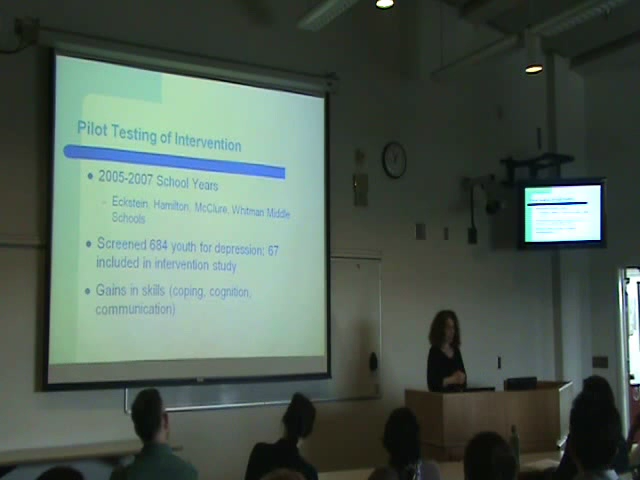 Pilot Testing of Intervention
2005-2007 School Years
Eckstein, Hamilton, McClure, Whitman Middle
Schools
Screened 684 youth for depression; 67
included in intervention study
Gains in skills (coping, cognition,
communication)